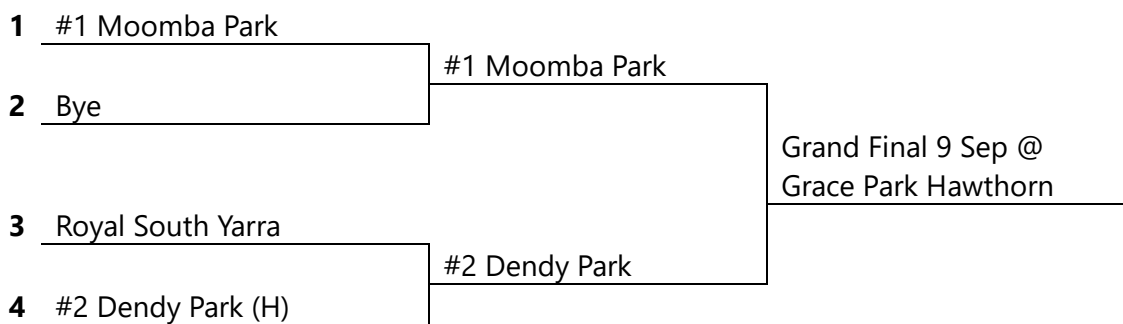 1 #1 Moomba Park
#1 Moomba Park
2 Bye
Grand Final 9 Sep @
Grace Park Hawthorn
3 Royal South Yarra
#2 Dendy Park
4 #2 Dendy Park (H)